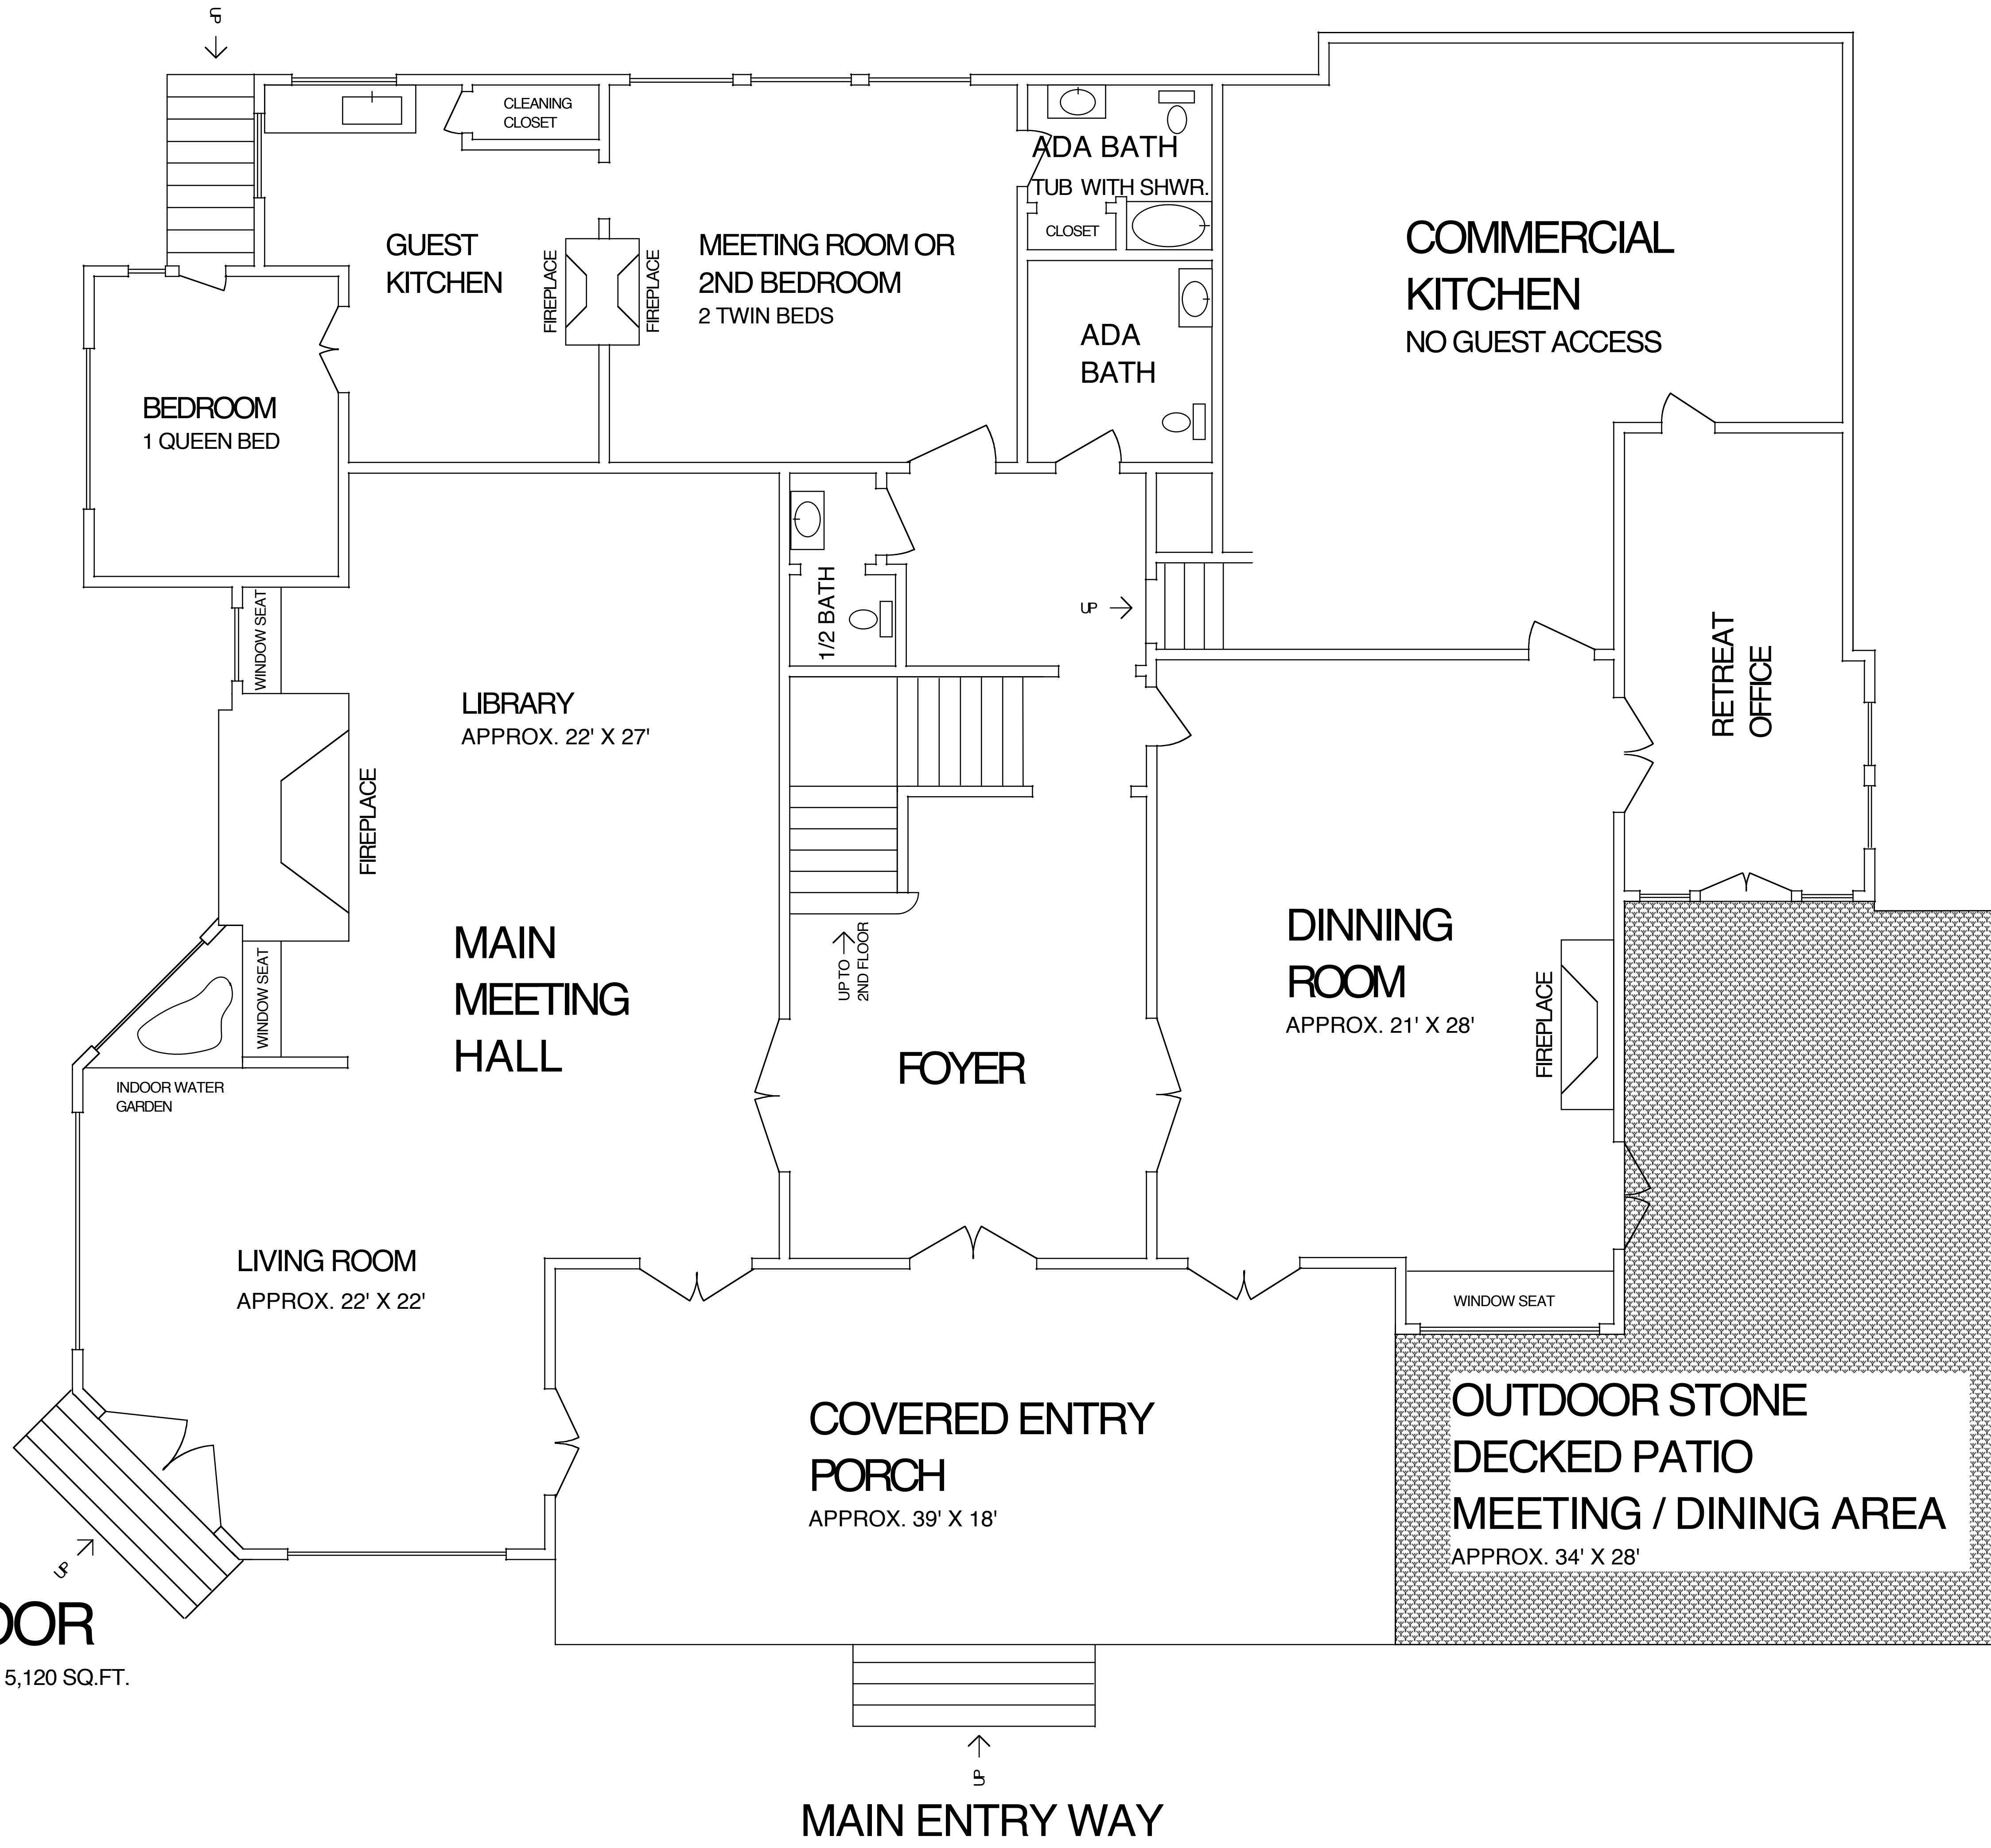 UP
CLEANING
CLOSET
ADA BATH
TUB WITH SHWR.
CLOSET
GUEST
KITCHEN
FIREPLACE
FIREPLACE
MEETING ROOM OR
2ND BEDROOM
2 TWIN BEDS
COMMERCIAL
KITCHEN
NO GUEST ACCESS
ADA
BATH
BEDROOM
1 QUEEN BED
WINDOW SEAT
1/2 BATH
UP
RETREAT
OFFICE
LIBRARY
APPROX. 22' X 27'
FIREPLACE
MAIN
MEETING
HALL
WINDOW SEAT
UP TO
2ND FLOOR
DINNING
ROOM
APPROX. 21' X 28'
FIREPLACE
FOYER
INDOOR WATER
GARDEN
LIVING ROOM
APPROX. 22' X 22'
WINDOW SEAT
COVERED ENTRY
PORCH
APPROX. 39' X 18'
OUTDOOR STONE
DECKED PATIO
MEETING / DINING AREA
APPROX. 34' X 28'
UP
OOR
5,120 SQ.FT.
UP
MAIN ENTRY WAY